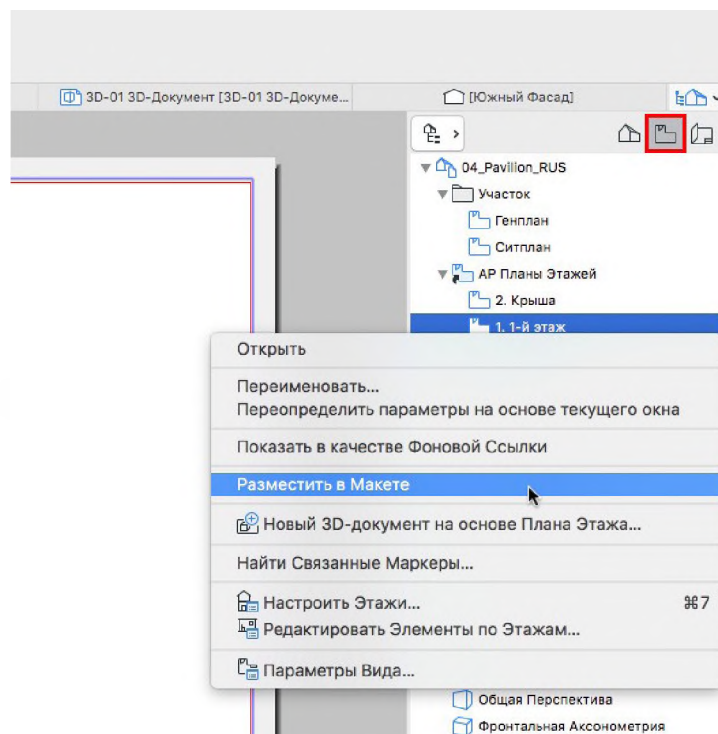 3D-01 3D-Документ [3D-01 3D-Докуме...
[Южный Фасад]
04_Pavilion_RUS
Участок
Генплан
Ситплан
АР Планы Этажей
2. Крыша
1. 1-й этаж
Открыть
Переименовать...
Переопределить параметры на основе текущего окна
Показать в качестве Фоновой Ссылки
Разместить в Макете
Новый 3D-документ на основе Плана Этажа...
Найти Связанные Маркеры...
Настроить Этажи... ⌘7
Редактировать Элементы по Этажам...
Параметры Вида...
Общая Перспектива
Фронтальная Аксонометрия